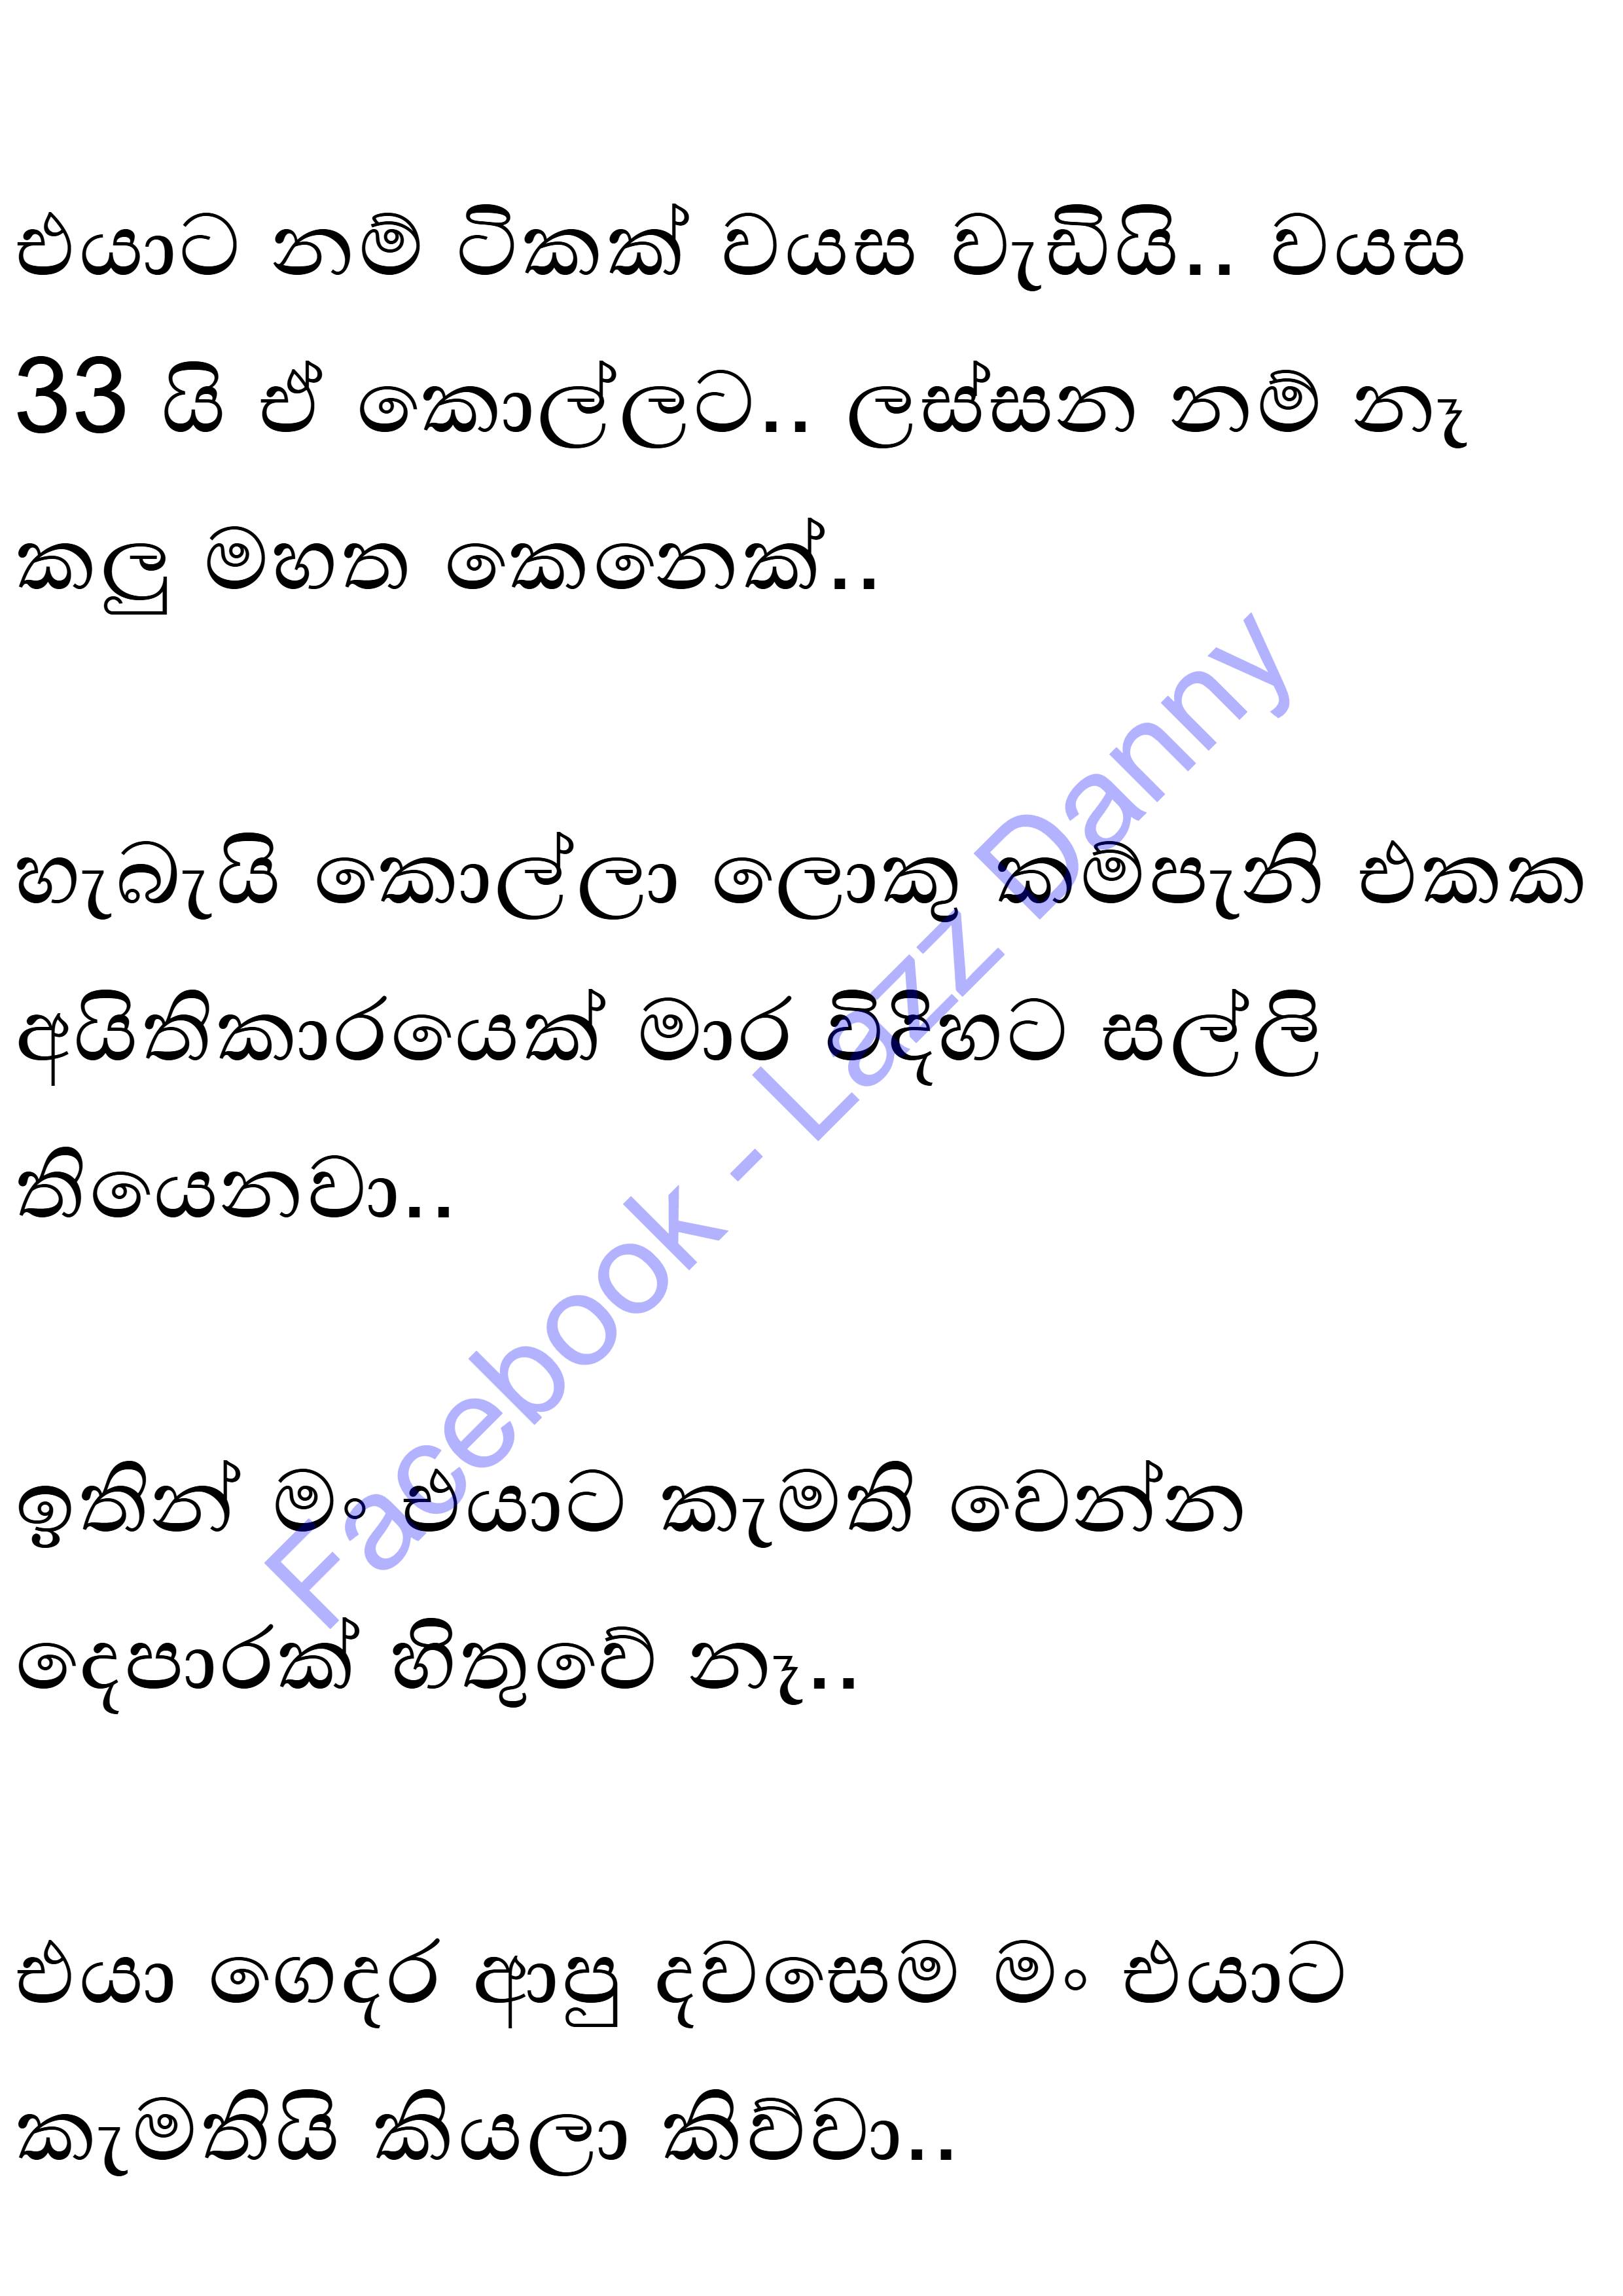 එයාට නම් ටිකක් වයස වැඩියි.. වයස
33 යි ඒ කොල්ලට.. ලස්සන නම් නෑ
කලු මහත කෙනෙක්..
හැබැයි කොල්ලා ලොකු කම්පැනි එකක
අයිතිකාරයෙක් මාර විදිහට සල්ලි
තියෙනවා..
ඉතින් මං එයාට කැමති වෙන්න
දෙපාරක් හිතුවේ නෑ..
එයා ගෙදර ආපු දවසෙම මං එයාට
කැමතියි කියලා කිව්වා..
Facebook - Lazz Danny